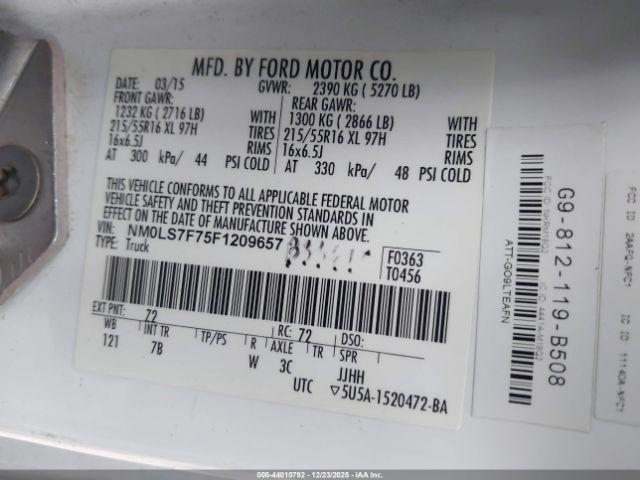 MFD. BY FORD MOTOR CO.
DATE: 03/15 GVWR: 2390 KG ( 5270 LB)
FRONT GAWR: REAR GAWR:
1232 KG ( 2716 LB) WITH 1300 KG ( 2866 LB) WITH
215/55R16 XL 97H TIRES 215/55R16 XL 97H TIRES
16x6.5J RIMS 16x6.5J RIMS
AT 300 kPa/ 44 PSI COLD AT 330 kPa/ 48 PSI COLD
THIS VEHICLE CONFORMS TO ALL APPLICABLE FEDERAL MOTOR
VEHICLE SAFETY AND THEFT PREVENTION STANDARDS IN
EFFECT ON THE DATE OF MANUFACTURE SHOWN ABOVE.
VIN: NM0LS7F75F1209657
TYPE: Truck
F0363
T0456
EXT PNT: 72 RC: 72 DSO:
WB INT TR TP/PS R AXLE TR SPR
121 7B W 3C JJHH
UTC ▽5U5A-1520472-BA
G9-812-119-B508
ATTI-GO9LTEAFN
000-44010792 - 12/23/2025 - Copyright © IAA, LLC